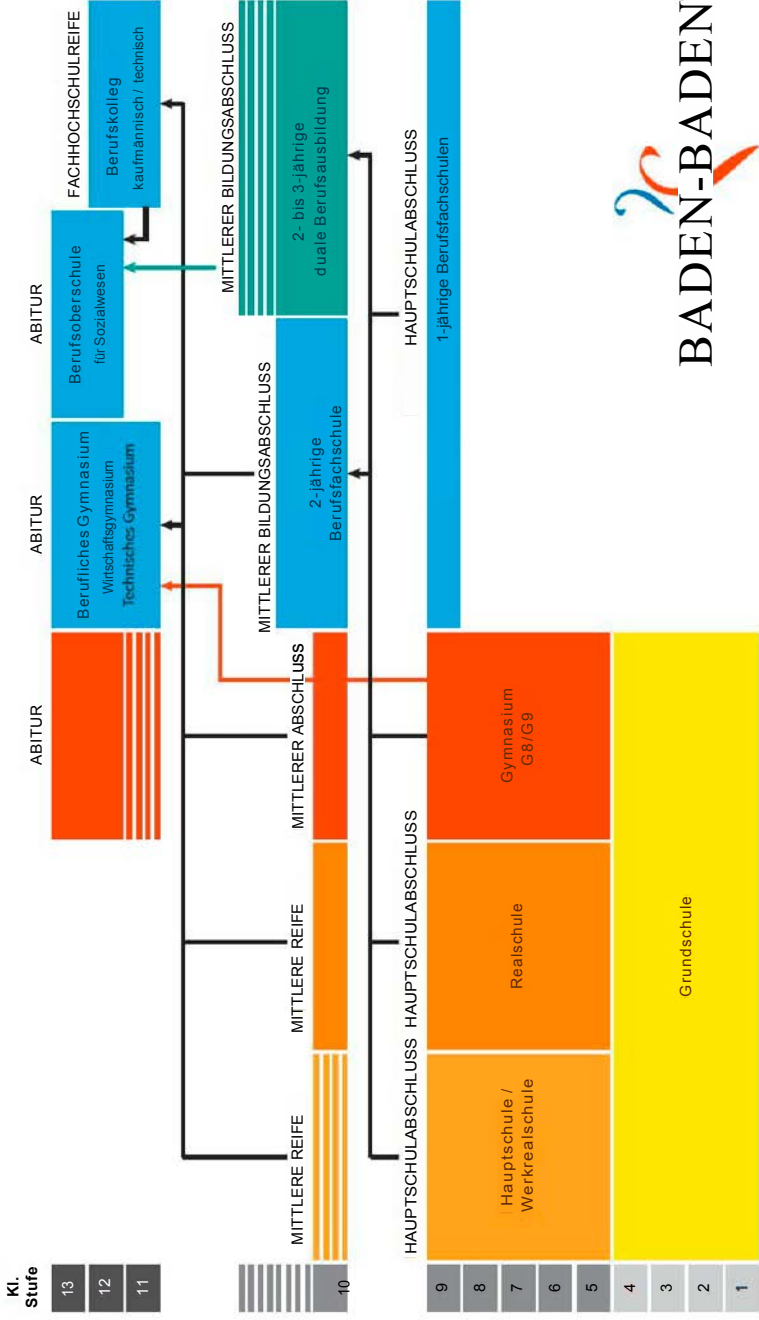 Kl.
Stufe
13
12
11
10
9
8
7
6
5
4
3
2
1
ABITUR
ABITUR
ABITUR
FACHHOCHSCHULREIFE
Berufliches Gymnasium
Wirtschaftsgymnasium
Technisches Gymnasium
Berufsoberschule
für Sozialwesen
Berufskolleg
kaufmännisch / technisch
MITTLERE REIFE
MITTLERE REIFE
MITTLERER ABSCHLUSS
MITTLERER BILDUNGSABSCHLUSS
MITTLERER BILDUNGSABSCHLUSS
2-jährige
Berufsfachschule
2- bis 3-jährige
duale Berufsausbildung
HAUPTSCHULABSCHLUSS
HAUPTSCHULABSCHLUSS
HAUPTSCHULABSCHLUSS
Hauptschule /
Werkrealschule
Realschule
Gymnasium
G8/G9
1-jährige Berufsfachschulen
Grundschule
BADEN-BADEN